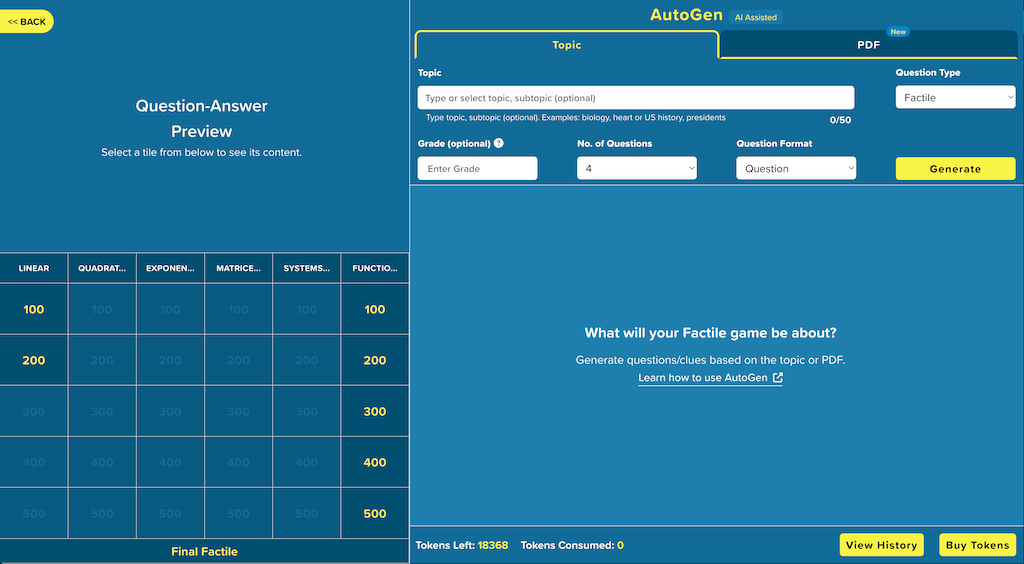 << BACK
Question-Answer
Preview
Select a tile from below to see its content.
LINEAR QUADRAT... EXPONEN... MATRICE... SYSTEMS... FUNCTIO...
100 100 100 100 100 100
200 200 200 200 200 200
300 300 300 300 300 300
400 400 400 400 400 400
500 500 500 500 500 500
Final Factile
AutoGen AI Assisted
Topic
PDF
New
Topic
Type or select topic, subtopic (optional)
Type topic, subtopic (optional). Examples: biology, heart or US history, presidents
0/50
Question Type
Factile
Grade (optional) ?
Enter Grade
No. of Questions
4
Question Format
Question
Generate
What will your Factile game be about?
Generate questions/clues based on the topic or PDF.
Learn how to use AutoGen
Tokens Left: 18368 Tokens Consumed: 0
View History
Buy Tokens